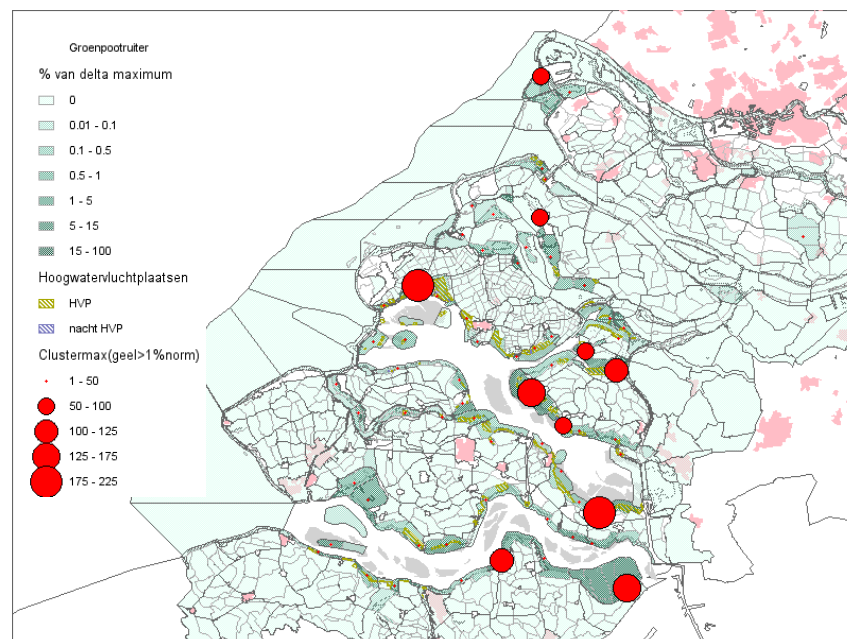 Groenpootruiter
% van delta maximum
0
0.01 - 0.1
0.1 - 0.5
0.5 - 1
1 - 5
5 - 15
15 - 100
Hoogwatervluchtplaatsen
HVP
nacht HVP
Clustermax(geel>1%norm)
1 - 50
50 - 100
100 - 125
125 - 175
175 - 225